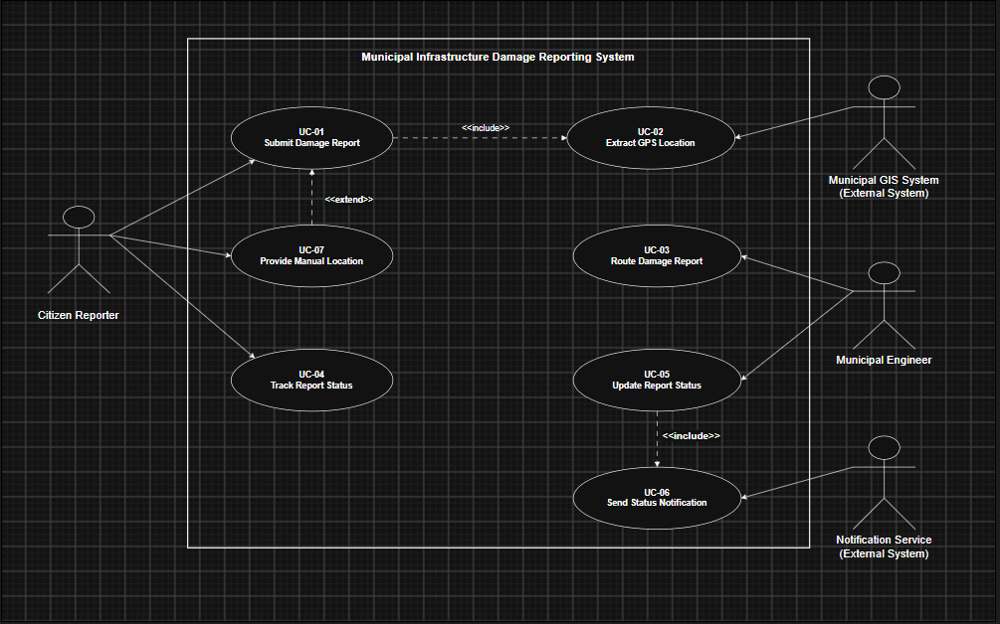 Municipal Infrastructure Damage Reporting System
UC-01
Submit Damage Report
<<include>>
UC-02
Extract GPS Location
Municipal GIS System
(External System)
<<extend>>
UC-07
Provide Manual Location
UC-03
Route Damage Report
Citizen Reporter
Municipal Engineer
UC-04
Track Report Status
UC-05
Update Report Status
<<include>>
UC-06
Send Status Notification
Notification Service
(External System)